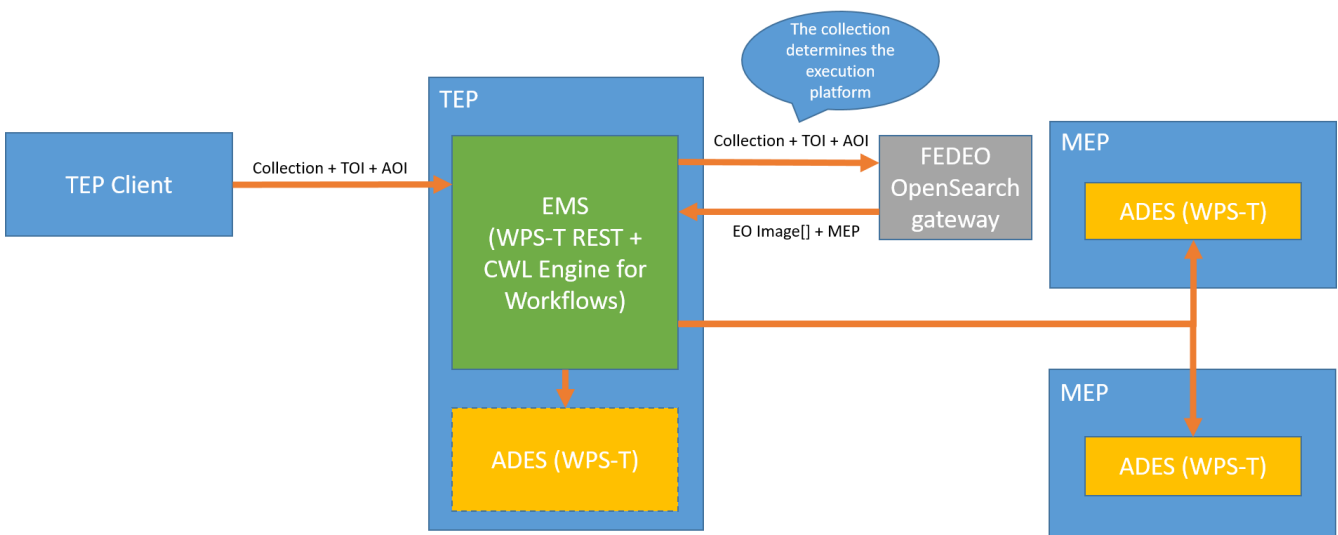 The collection
determines the
execution
platform
TEP
TEP Client
Collection + TOI + AOI
EMS
(WPS-T REST +
CWL Engine for
Workflows)
Collection + TOI + AOI
EO Image[] + MEP
FEDEO
OpenSearch
gateway
MEP
ADES (WPS-T)
ADES (WPS-T)
MEP
ADES (WPS-T)